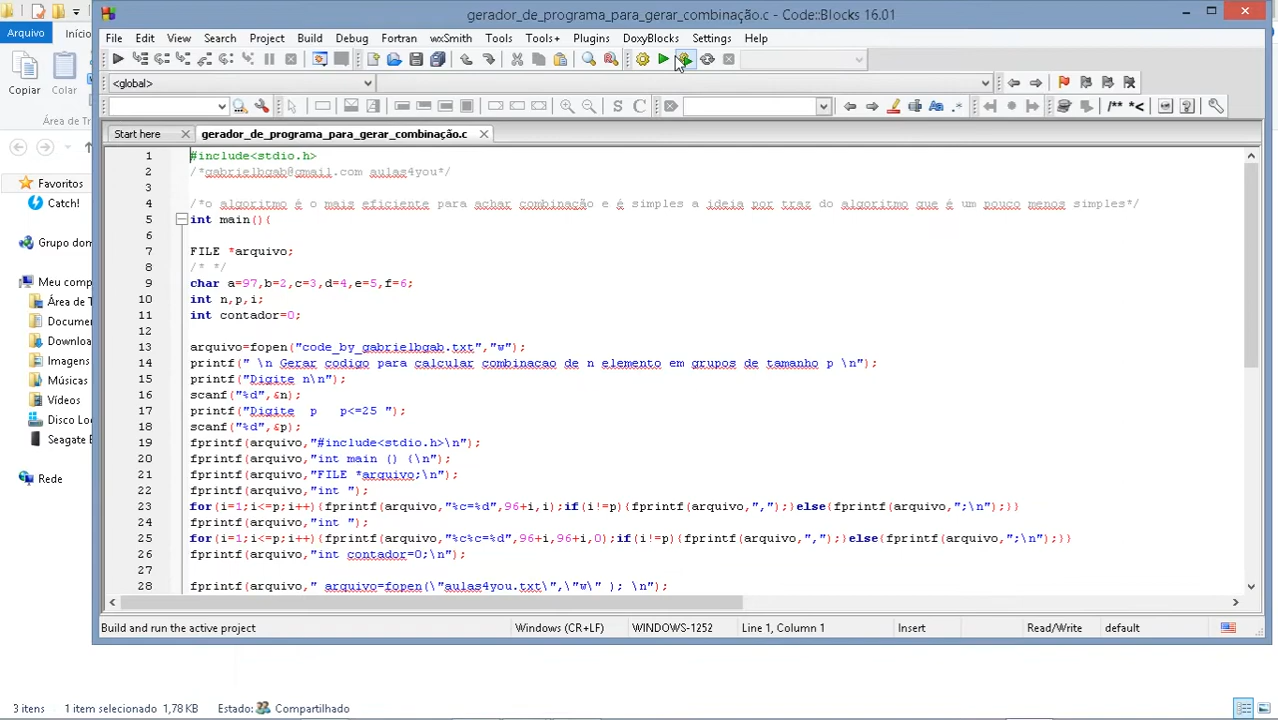 gerador_de_programa_para_gerar_combinação.c - Code::Blocks 16.01
Arquivo
Iníci
File Edit View Search Project Build Debug Fortran wxSmith Tools Tools+ Plugins DoxyBlocks Settings Help
Copiar
Colar
Área de T
<global>
/** *<
Start here
gerador_de_programa_para_gerar_combinação.c
Favoritos
Catch!
Grupo dom
Meu comp
Área de T
Documen
Downloa
Imagens
Músicas
Vídeos
Disco Loc
Seagate E
Rede
1 #include<stdio.h>
2 /*gabrielbgab@gmail.com aulas4you*/
3
4 /*o algoritmo é o mais eficiente para achar combinação e é simples a ideia por traz do algoritmo que é um pouco menos simples*/
5 int main(){
6
7 FILE *arquivo;
8 /* */
9 char a=97,b=2,c=3,d=4,e=5,f=6;
10 int n,p,i;
11 int contador=0;
12
13 arquivo=fopen("code_by_gabrielbgab.txt","w");
14 printf(" \n Gerar codigo para calcular combinacao de n elemento em grupos de tamanho p \n");
15 printf("Digite n\n");
16 scanf("%d",&n);
17 printf("Digite p p<=25 ");
18 scanf("%d",&p);
19 fprintf(arquivo,"#include<stdio.h>\n");
20 fprintf(arquivo,"int main () {\n");
21 fprintf(arquivo,"FILE *arquivo;\n");
22 fprintf(arquivo,"int ");
23 for(i=1;i<=p;i++){fprintf(arquivo,"%c=%d",96+i,i);if(i!=p){fprintf(arquivo,",");}else{fprintf(arquivo,";\n");}}
24 fprintf(arquivo,"int ");
25 for(i=1;i<=p;i++){fprintf(arquivo,"%c%c=%d",96+i,96+i,0);if(i!=p){fprintf(arquivo,",");}else{fprintf(arquivo,";\n");}}
26 fprintf(arquivo,"int contador=0;\n");
27
28 fprintf(arquivo," arquivo=fopen(\"aulas4you.txt\",\"w\" ); \n");
Build and run the active project
Windows (CR+LF)
WINDOWS-1252
Line 1, Column 1
Insert
Read/Write
default
3 itens
1 item selecionado 1,78 KB
Estado:
Compartilhado